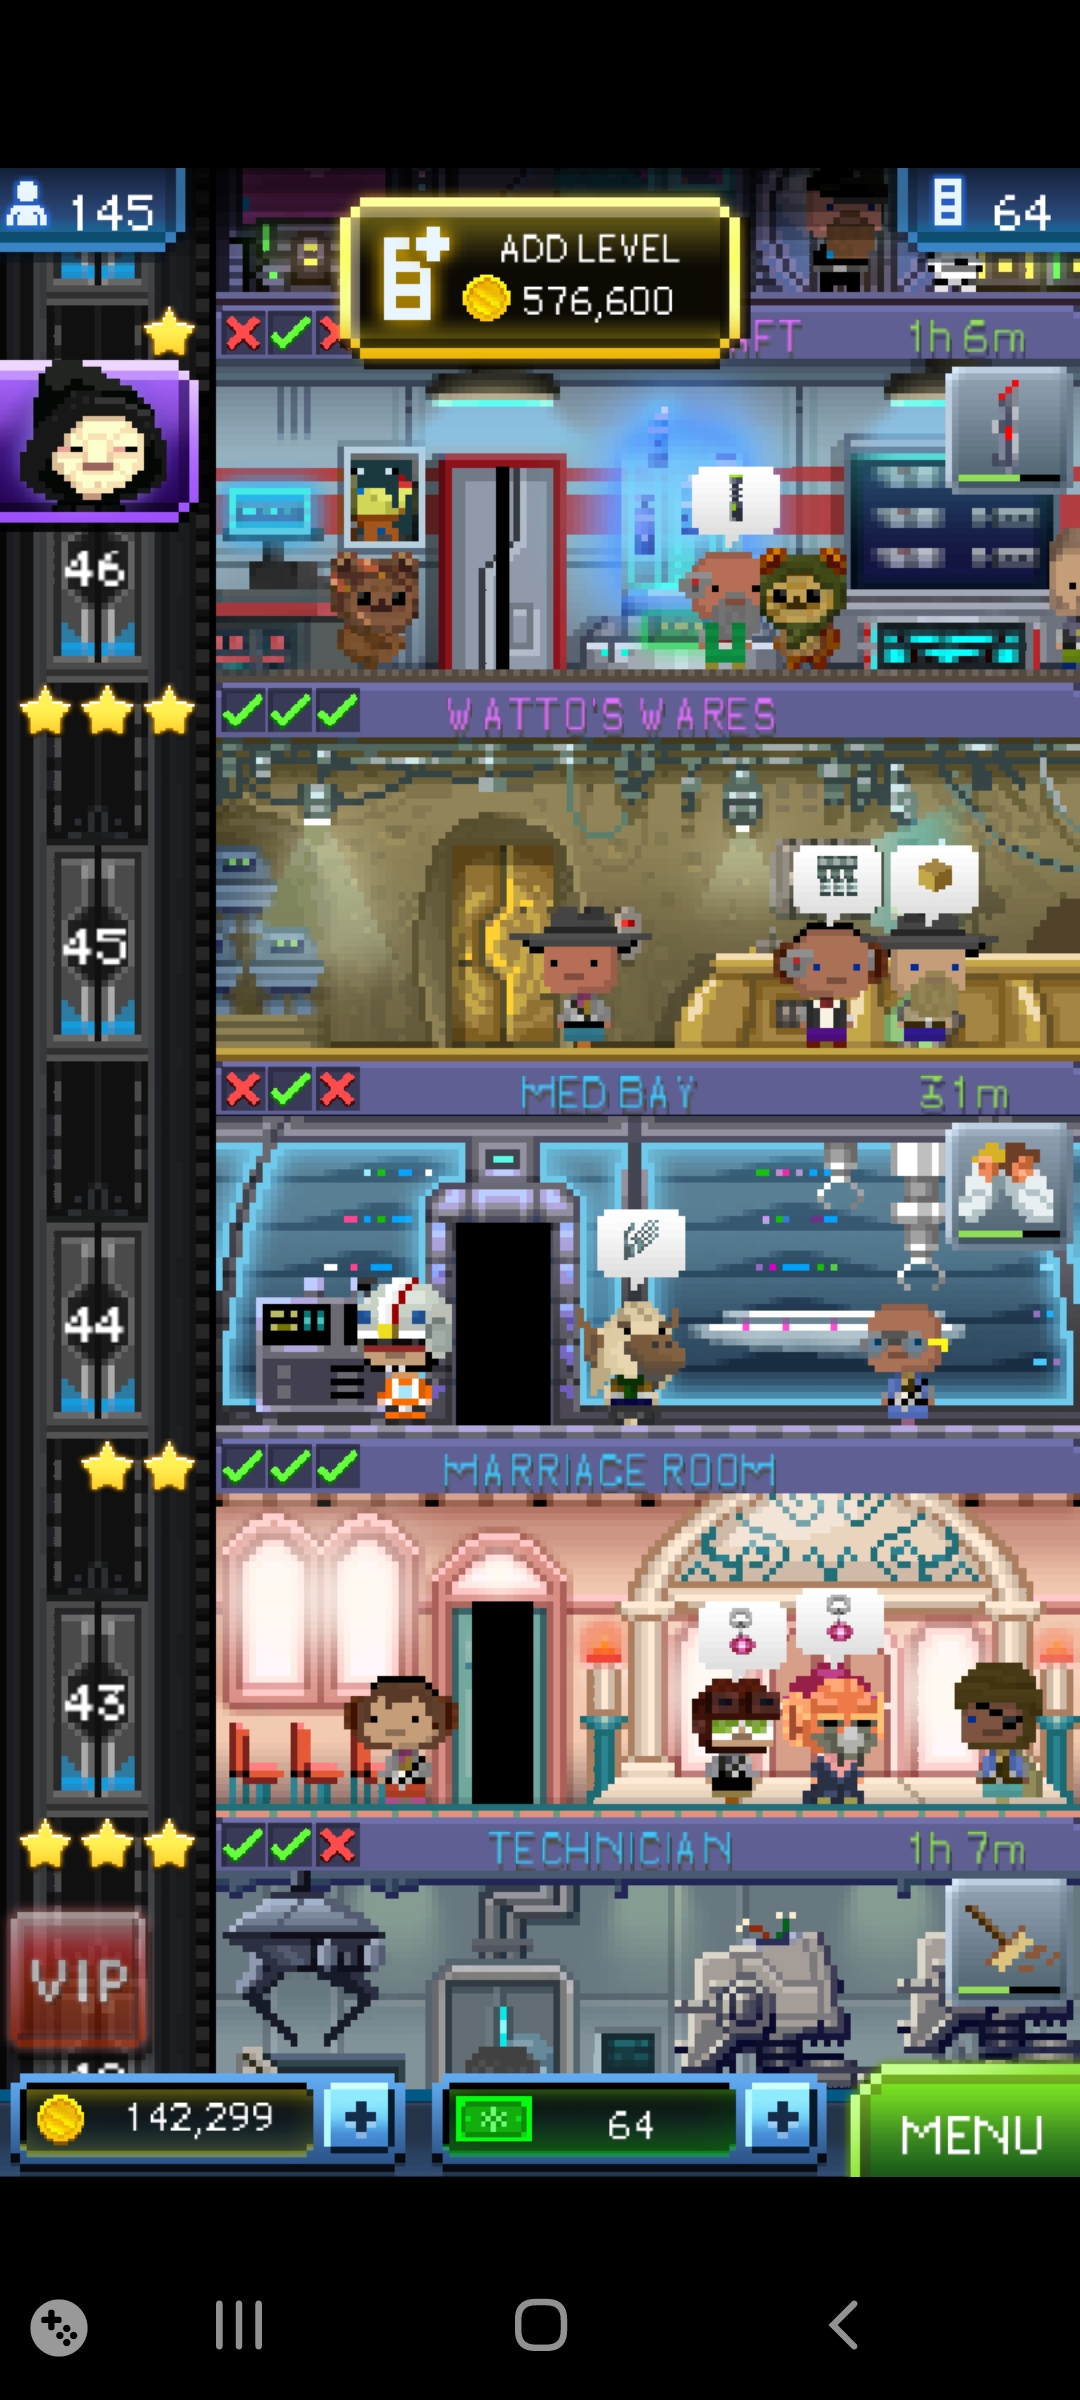 145
ADD LEVEL
576,600
64
1h 6m
46
WATTO'S WARES
45
MED BAY
31m
44
MARRIAGE ROOM
43
TECHNICIAN
1h 7m
VIP
142,299
64
MENU